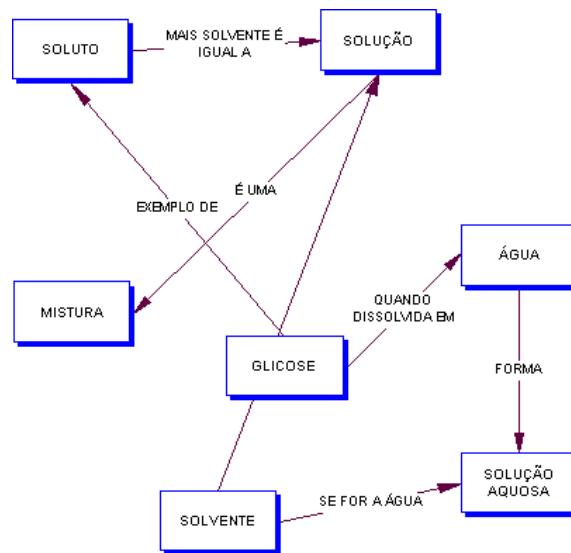 SOLUTO
MAIS SOLVENTE É
IGUAL A
SOLUÇÃO
EXEMPLO DE
É UMA
MISTURA
ÁGUA
QUANDO
DISSOLVIDA EM
GLICOSE
FORMA
SOLVENTE
SE FOR A ÁGUA
SOLUÇÃO
AQUOSA